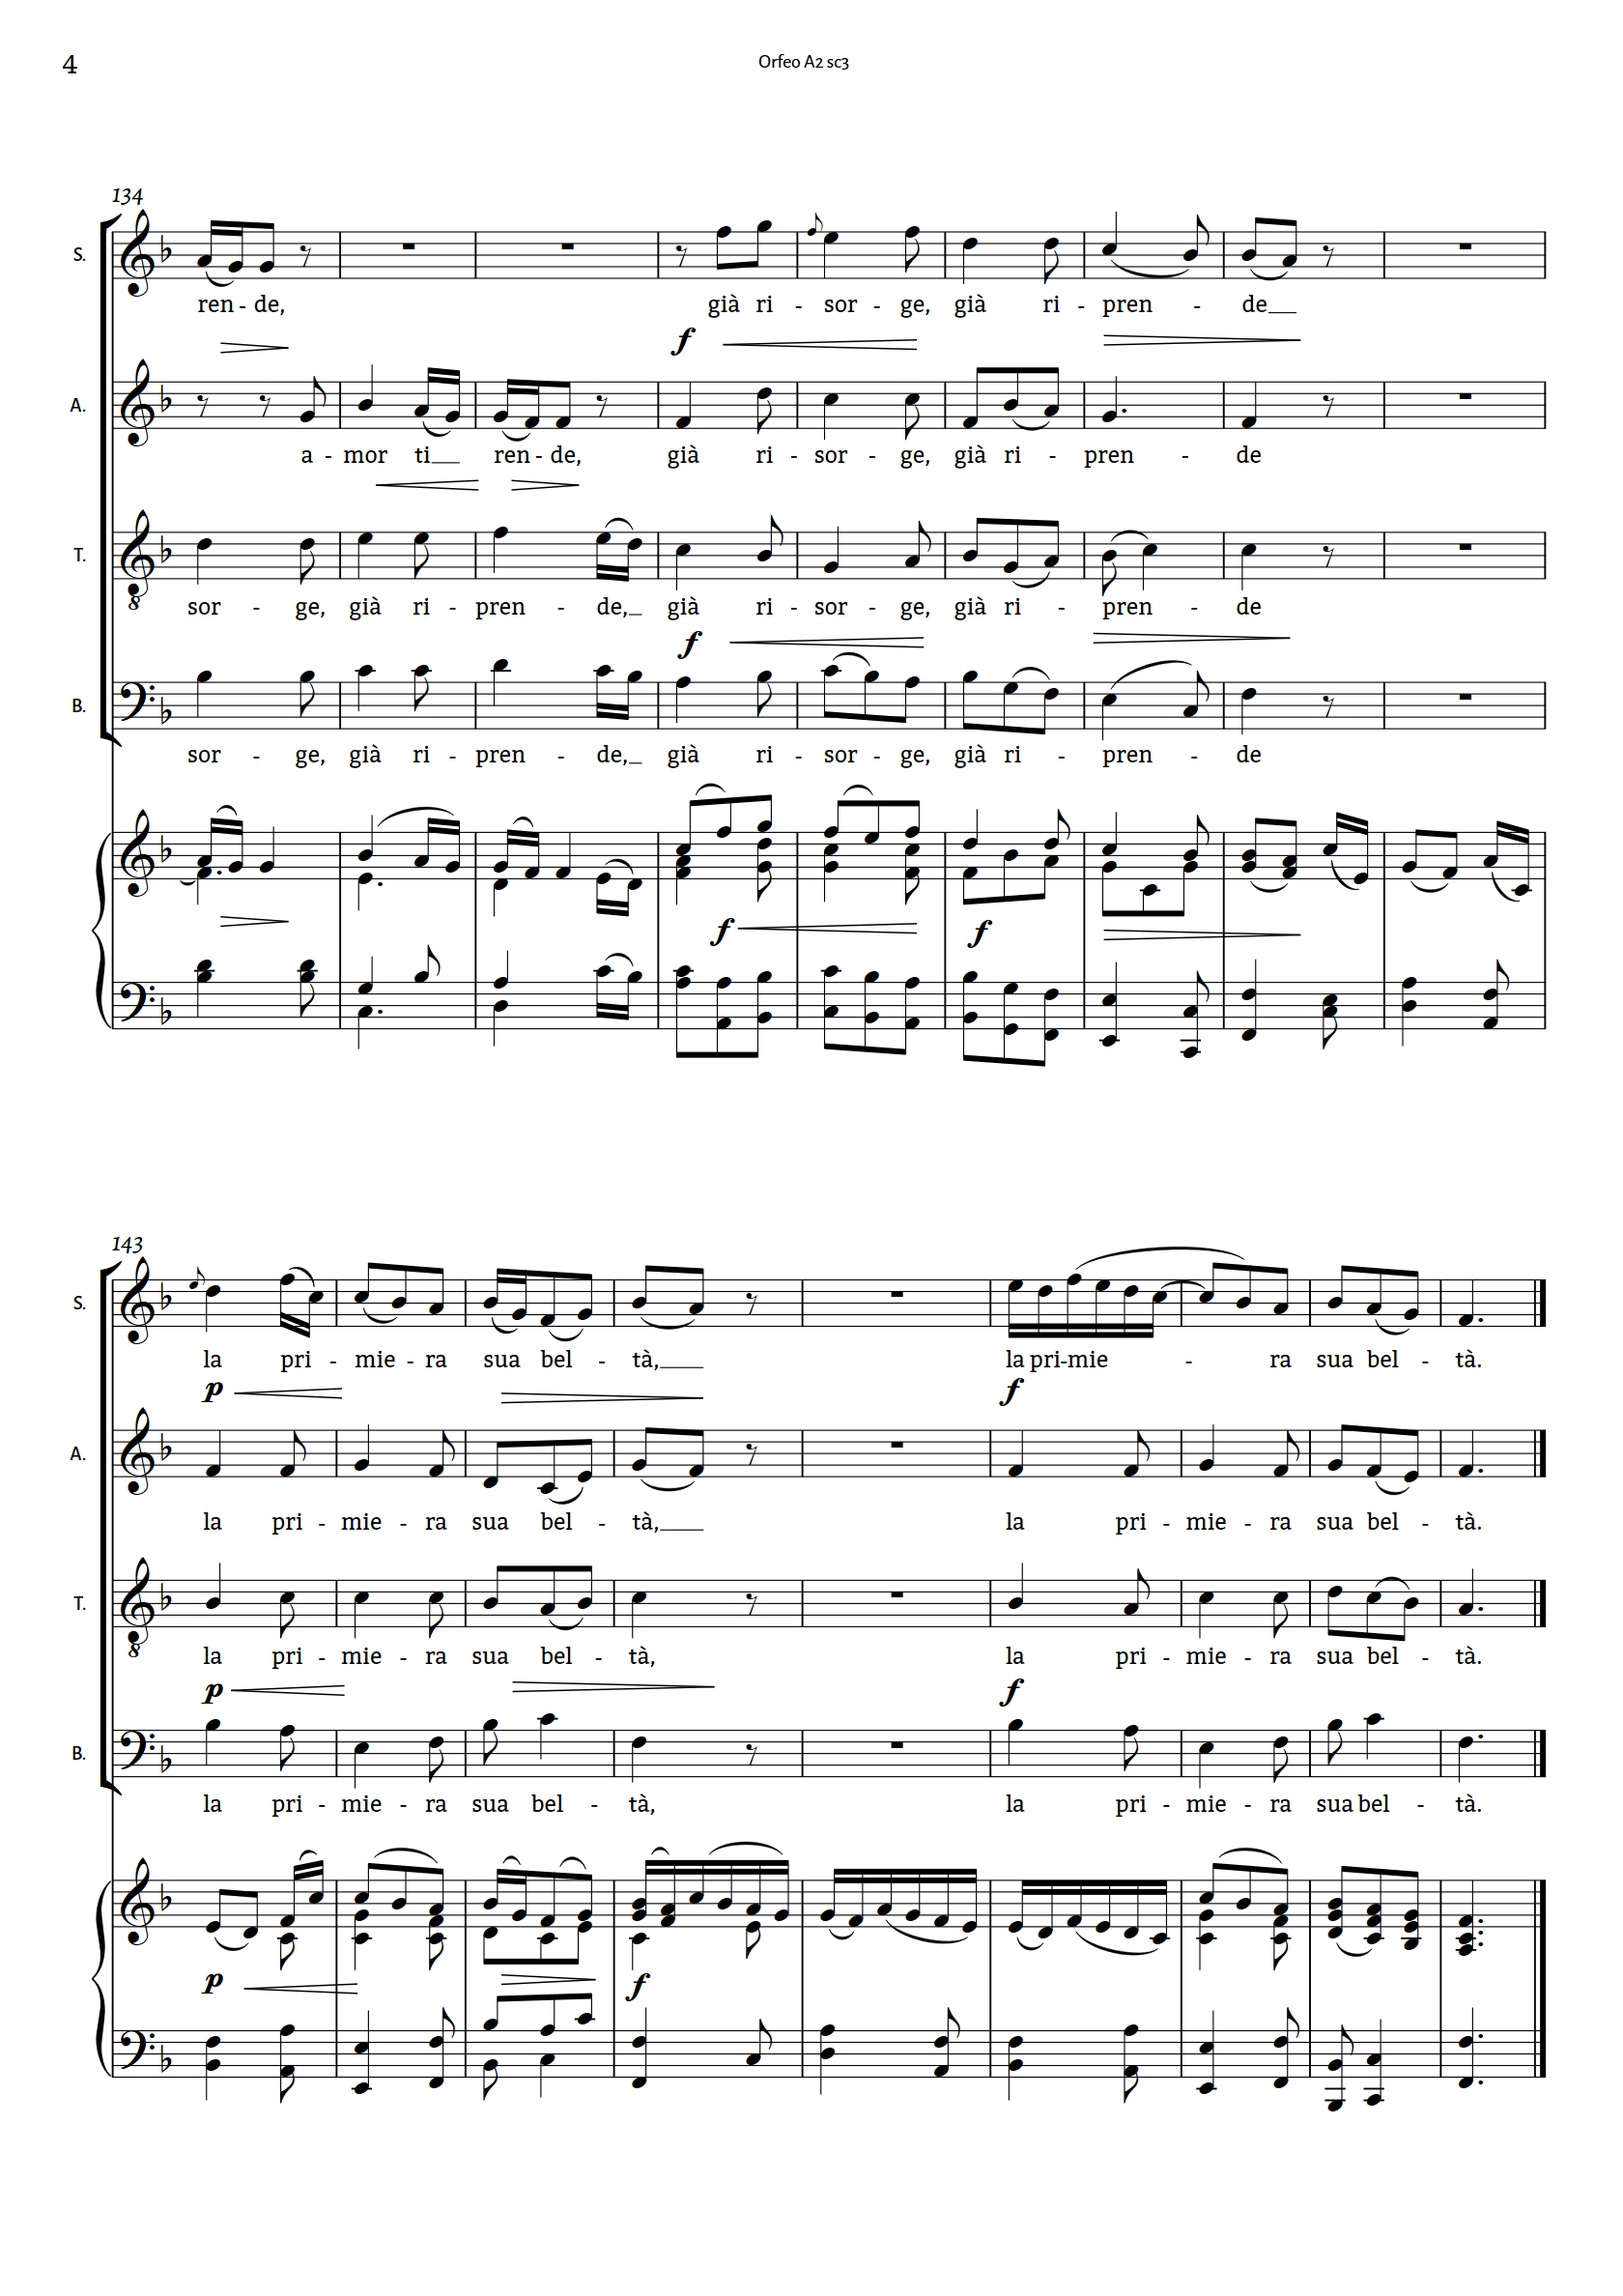 4
Orfeo A2 sc3
134
S.
ren - de, già ri - sor - ge, già ri - pren - de
f
A.
a - mor ti ren - de, già ri - sor - ge, già ri - pren - de
T.
8
sor - ge, già ri - pren - de, già ri - sor - ge, già ri - pren - de
f
B.
sor - ge, già ri - pren - de, già ri - sor - ge, già ri - pren - de
f f
143
S.
la pri - mie - ra sua bel - tà, la pri-mie - ra sua bel - tà.
p f
A.
la pri - mie - ra sua bel - tà, la pri - mie - ra sua bel - tà.
T.
8
la pri - mie - ra sua bel - tà, la pri - mie - ra sua bel - tà.
p f
B.
la pri - mie - ra sua bel - tà, la pri - mie - ra sua bel - tà.
p f